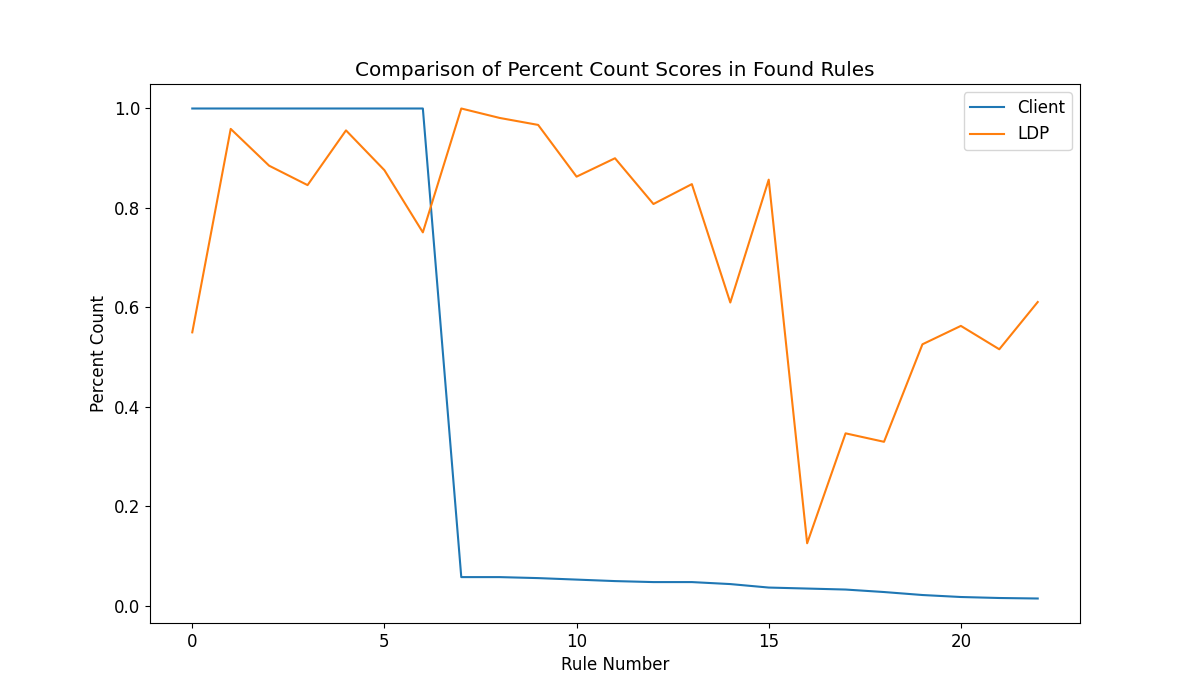 Comparison of Percent Count Scores in Found Rules
Client
LDP
1.0
0.8
0.6
0.4
0.2
0.0
Percent Count
0 5 10 15 20
Rule Number